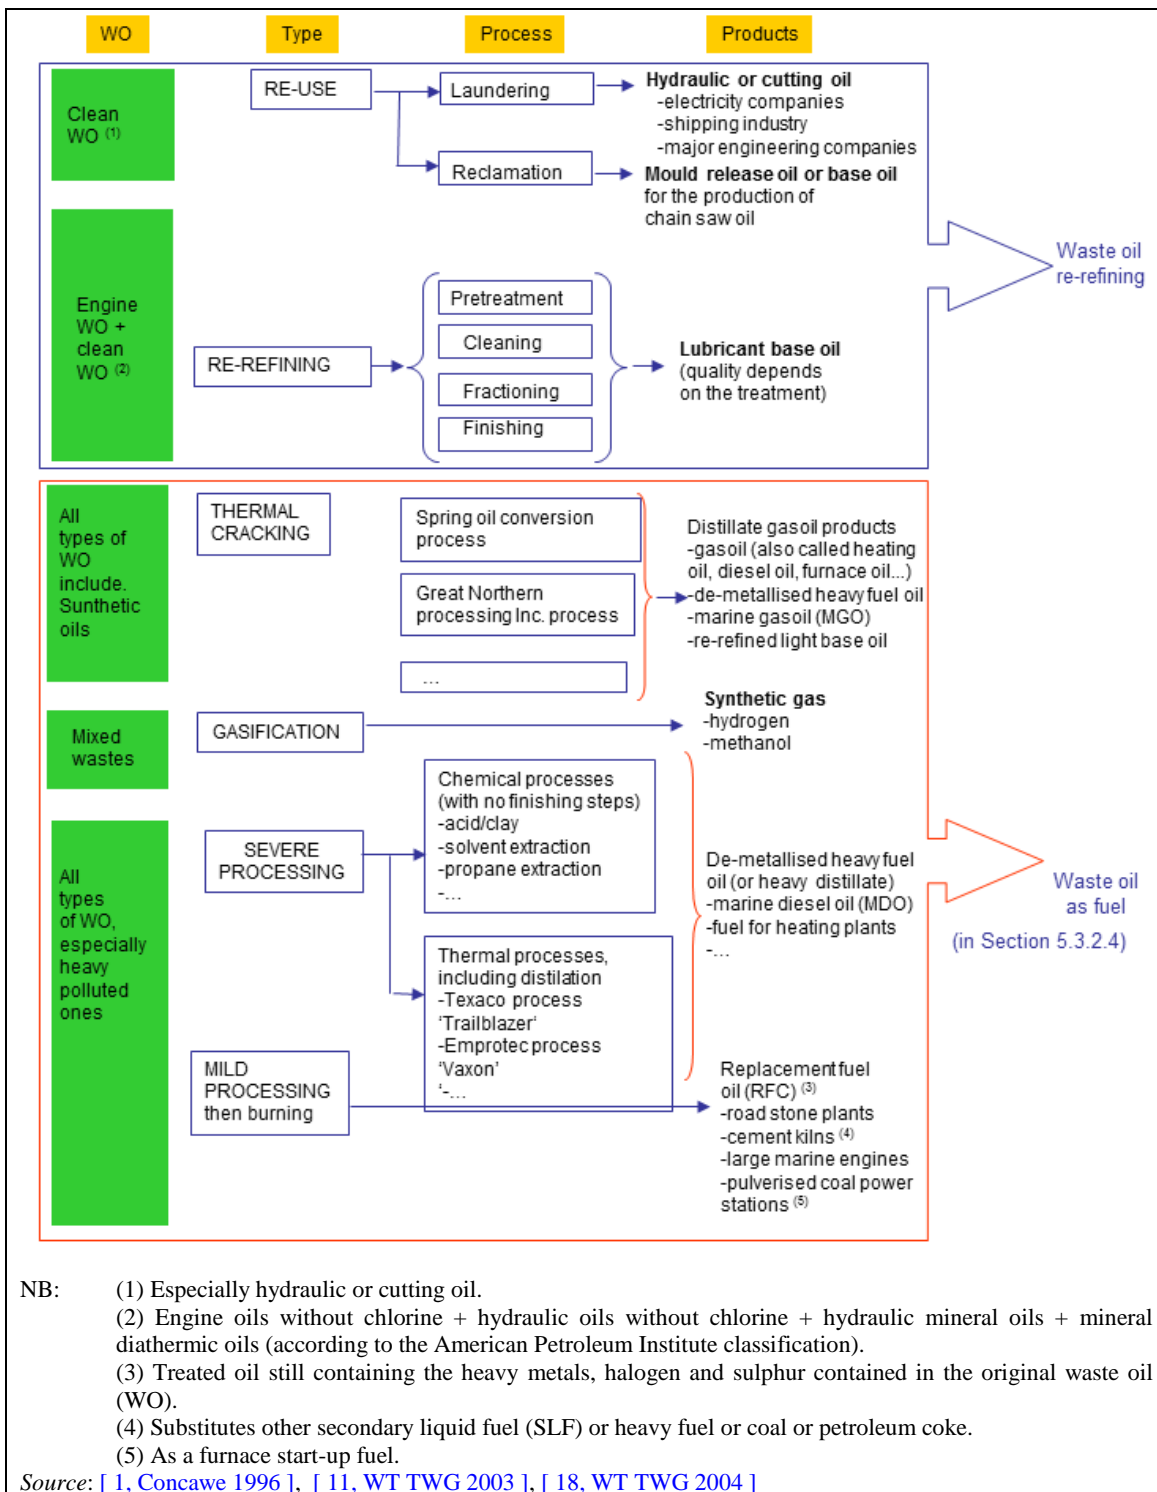 WO Type Process Products
Clean
WO (1)
RE-USE
Laundering
Hydraulic or cutting oil
-electricity companies
-shipping industry
-major engineering companies
Reclamation
Mould release oil or base oil
for the production of
chain saw oil
Engine
WO +
clean
WO (2)
RE-REFINING
Pretreatment
Cleaning
Fractioning
Finishing
Lubricant base oil
(quality depends
on the treatment)
Waste oil
re-refining
All
types of
WO
include.
Sunthetic
oils
THERMAL
CRACKING
Spring oil conversion
process
Great Northern
processing Inc. process
...
Distillate gasoil products
-gasoil (also called heating
oil, diesel oil, furnace oil...)
-de-metallised heavy fuel oil
-marine gasoil (MGO)
-re-refined light base oil
Mixed
wastes
GASIFICATION
Synthetic gas
-hydrogen
-methanol
All
types
of WO,
especially
heavy
polluted
ones
SEVERE
PROCESSING
Chemical processes
(with no finishing steps)
-acid/clay
-solvent extraction
-propane extraction
-...
Thermal processes,
including distilation
-Texaco process
‘Trailblazer‘
-Emprotec process
‘Vaxon’
‘-...
De-metallised heavy fuel
oil (or heavy distillate)
-marine diesel oil (MDO)
-fuel for heating plants
-...
MILD
PROCESSING
then burning
Replacement fuel
oil (RFC) (3)
-road stone plants
-cement kilns (4)
-large marine engines
-pulverised coal power
stations (5)
Waste oil
as fuel
(in Section 5.3.2.4)
NB: (1) Especially hydraulic or cutting oil.
(2) Engine oils without chlorine + hydraulic oils without chlorine + hydraulic mineral oils + mineral
diathermic oils (according to the American Petroleum Institute classification).
(3) Treated oil still containing the heavy metals, halogen and sulphur contained in the original waste oil
(WO).
(4) Substitutes other secondary liquid fuel (SLF) or heavy fuel or coal or petroleum coke.
(5) As a furnace start-up fuel.
Source: [ 1, Concawe 1996 ], [ 11, WT TWG 2003 ], [ 18, WT TWG 2004 ]